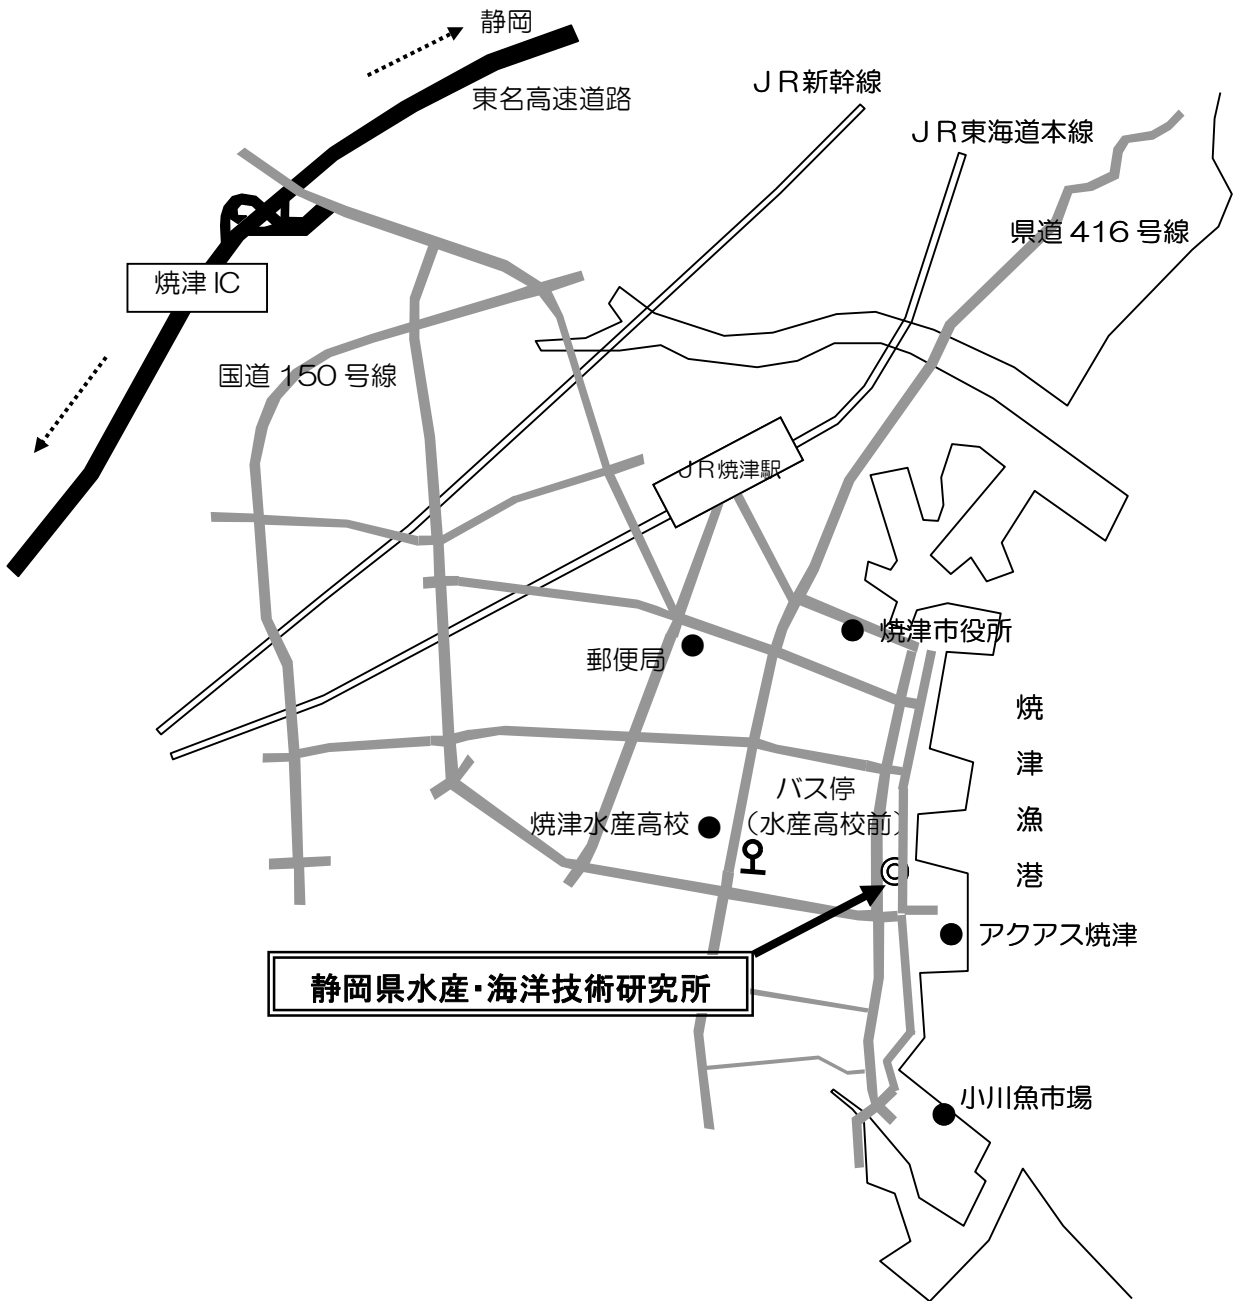 静岡
東名高速道路
ＪＲ新幹線
ＪＲ東海道本線
県道 416 号線
焼津 IC
国道 150 号線
ＪＲ焼津駅
焼津市役所
郵便局
焼津漁港
バス停
（水産高校前）
焼津水産高校
アクアス焼津
静岡県水産・海洋技術研究所
小川魚市場